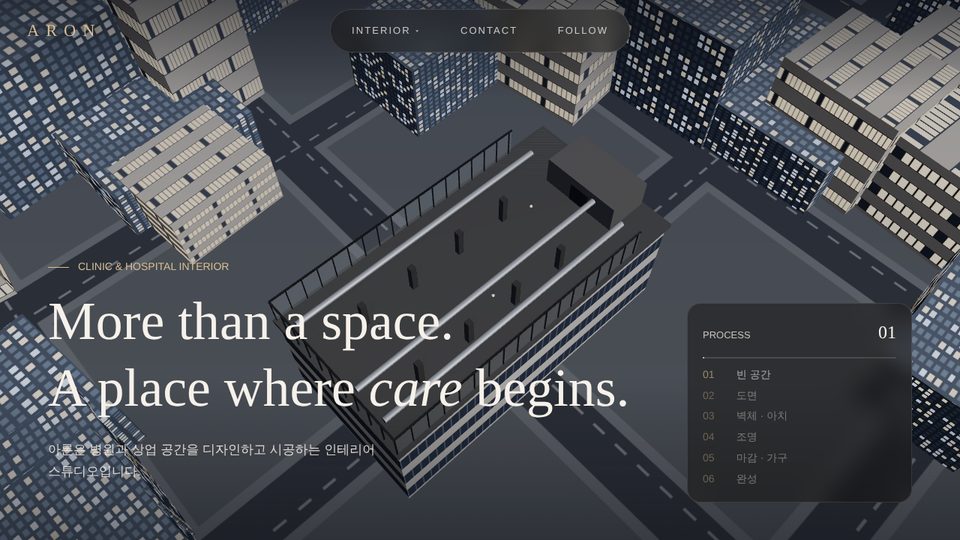 ARON
INTERIOR
CONTACT
FOLLOW
CLINIC & HOSPITAL INTERIOR
More than a space.
A place where care begins.
아론은 병원과 상업 공간을 디자인하고 시공하는 인테리어
스튜디오입니다.
PROCESS 01
01 빈 공간
02 도면
03 벽체 · 아치
04 조명
05 마감 · 가구
06 완성